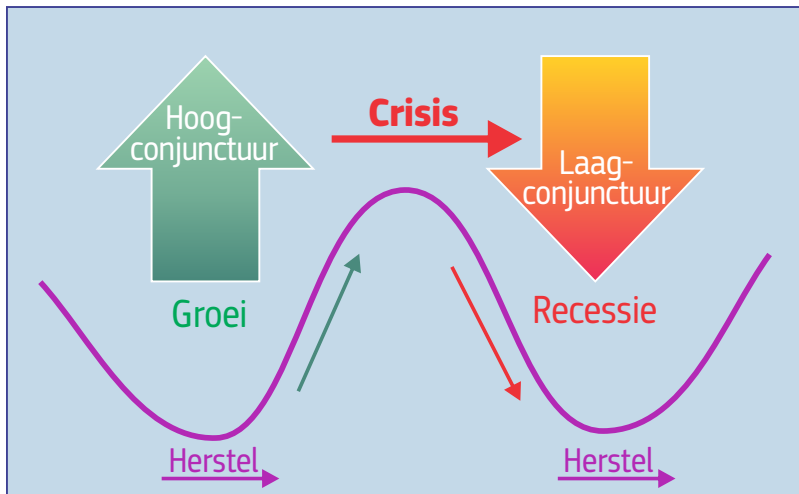 Hoog-
conjunctuur
Crisis
Laag-
conjunctuur
Groei
Recessie
Herstel
Herstel